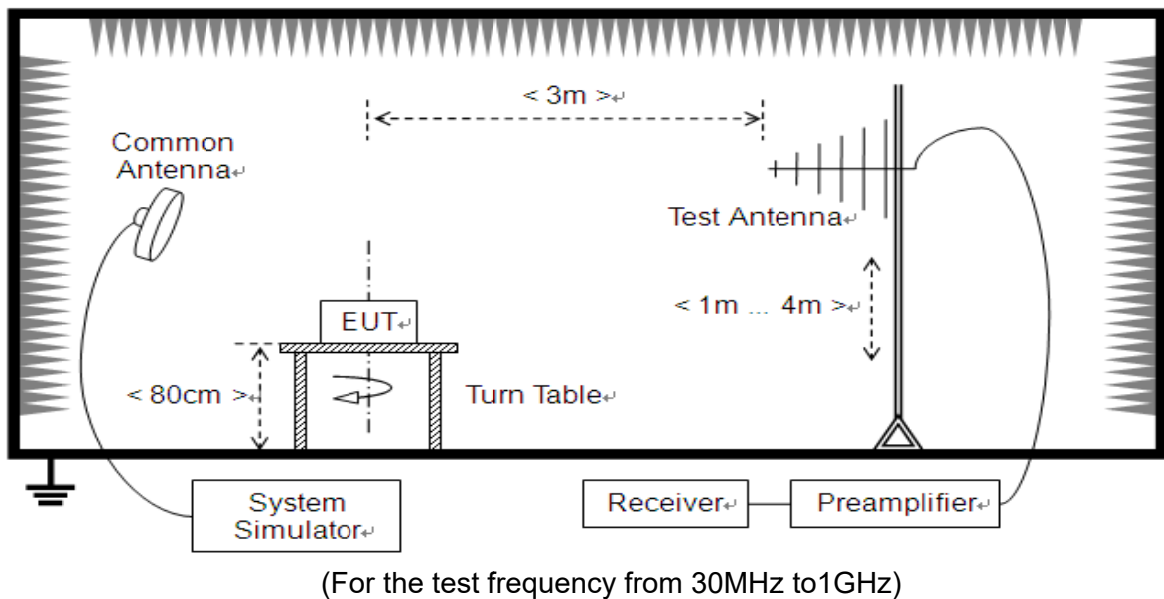 < 3m >↵
Common
Antenna↵
Test Antenna↵
< 1m ... 4m >↵
EUT↵
< 80cm >↵
Turn Table↵
System
Simulator↵
Receiver↵
Preamplifier↵
(For the test frequency from 30MHz to1GHz)